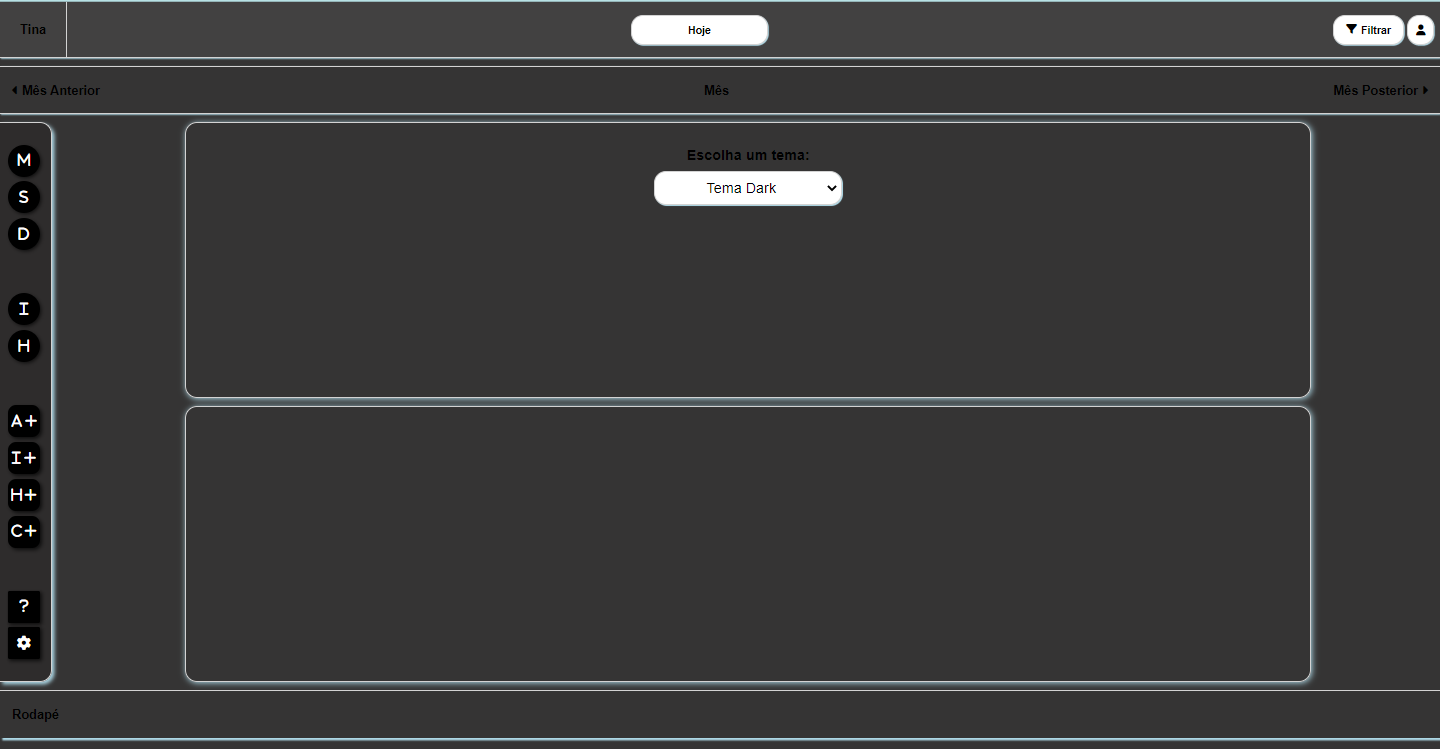 Tina
Hoje
Filtrar
Mês Anterior
Mês
Mês Posterior
M
S
D
I
H
A+
I+
H+
C+
?
Escolha um tema:
Tema Dark
Rodapé